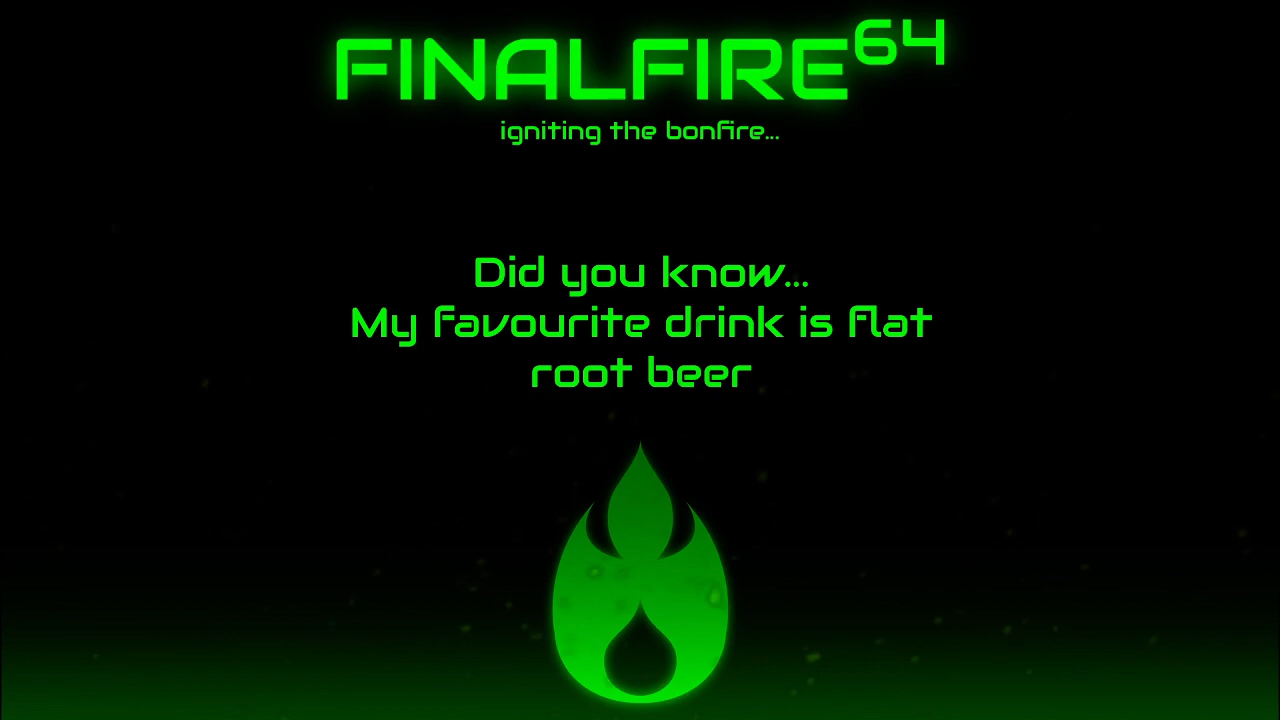 FINALFIRE64
igniting the bonfire...
Did you know...
My favourite drink is flat
root beer